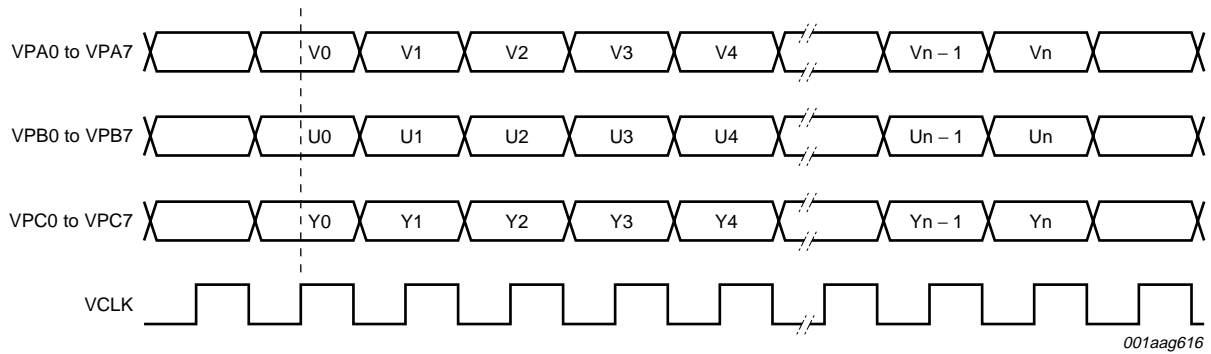 VPA0 to VPA7 V0 V1 V2 V3 V4 Vn − 1 Vn
VPB0 to VPB7 U0 U1 U2 U3 U4 Un − 1 Un
VPC0 to VPC7 Y0 Y1 Y2 Y3 Y4 Yn − 1 Yn
VCLK
001aag616